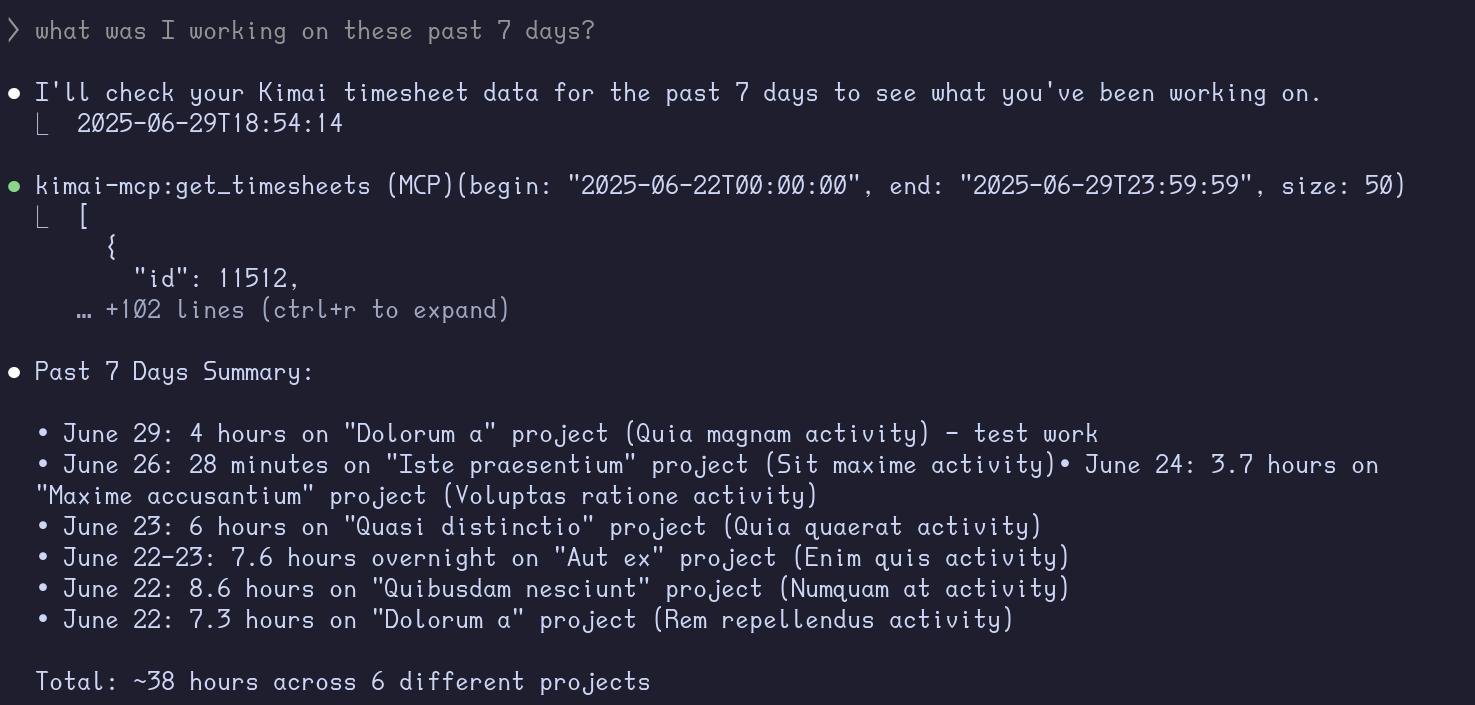 > what was I working on these past 7 days?
● I'll check your Kimai timesheet data for the past 7 days to see what you've been working on.
⎿  2025-06-29T18:54:14
● kimai-mcp:get_timesheets (MCP)(begin: "2025-06-22T00:00:00", end: "2025-06-29T23:59:59", size: 50)
⎿  [
{
"id": 11512,
… +102 lines (ctrl+r to expand)
● Past 7 Days Summary:
• June 29: 4 hours on "Dolorum a" project (Quia magnam activity) - test work
• June 26: 28 minutes on "Iste praesentium" project (Sit maxime activity)• June 24: 3.7 hours on
"Maxime accusantium" project (Voluptas ratione activity)
• June 23: 6 hours on "Quasi distinctio" project (Quia quaerat activity)
• June 22-23: 7.6 hours overnight on "Aut ex" project (Enim quis activity)
• June 22: 8.6 hours on "Quibusdam nesciunt" project (Numquam at activity)
• June 22: 7.3 hours on "Dolorum a" project (Rem repellendus activity)
Total: ~38 hours across 6 different projects